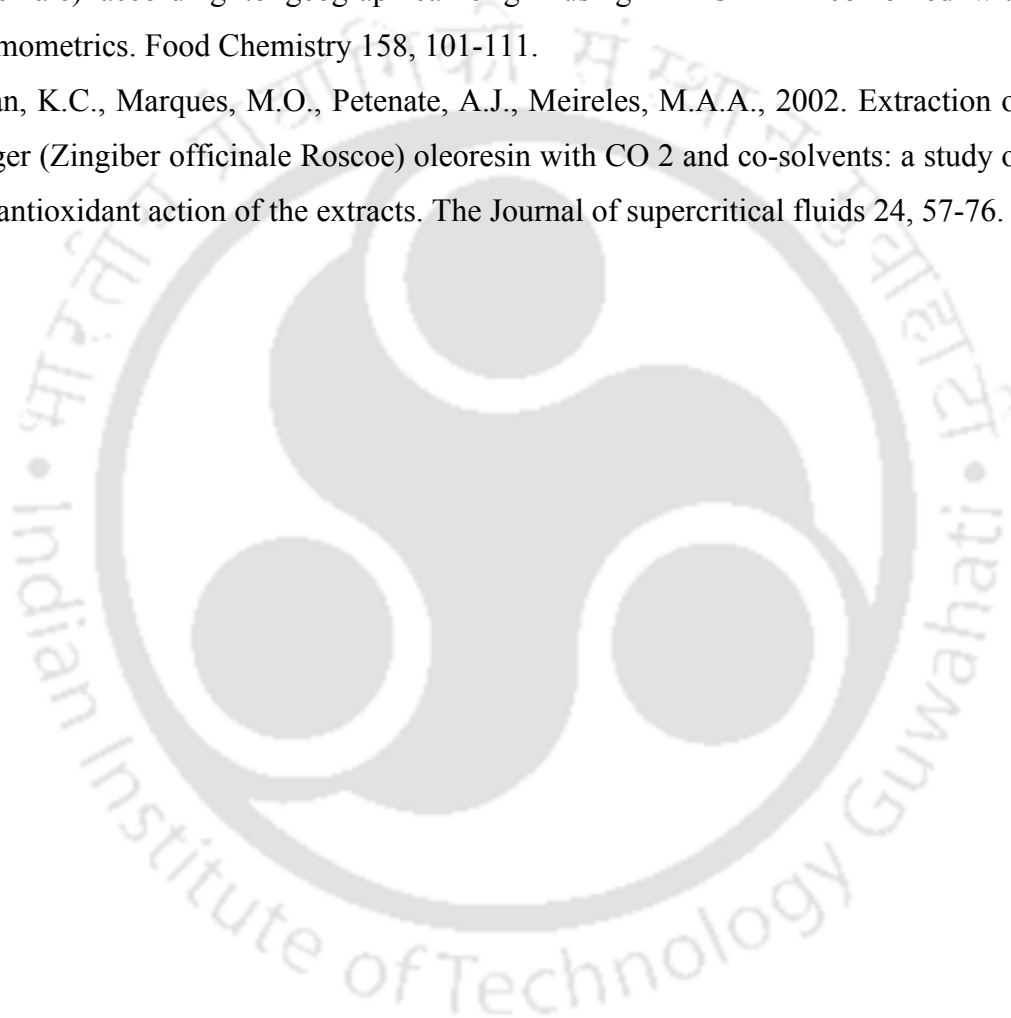 mometrics. Food Chemistry 158, 101-111.
an, K.C., Marques, M.O., Petenate, A.J., Meireles, M.A.A., 2002. Extraction o
ger (Zingiber officinale Roscoe) oleoresin with CO 2 and co-solvents: a study o
antioxidant action of the extracts. The Journal of supercritical fluids 24, 57-76.
भारतीय प्रौद्योगिकी संस्थान गुवाहाटी
Indian Institute of Technology Guwahati